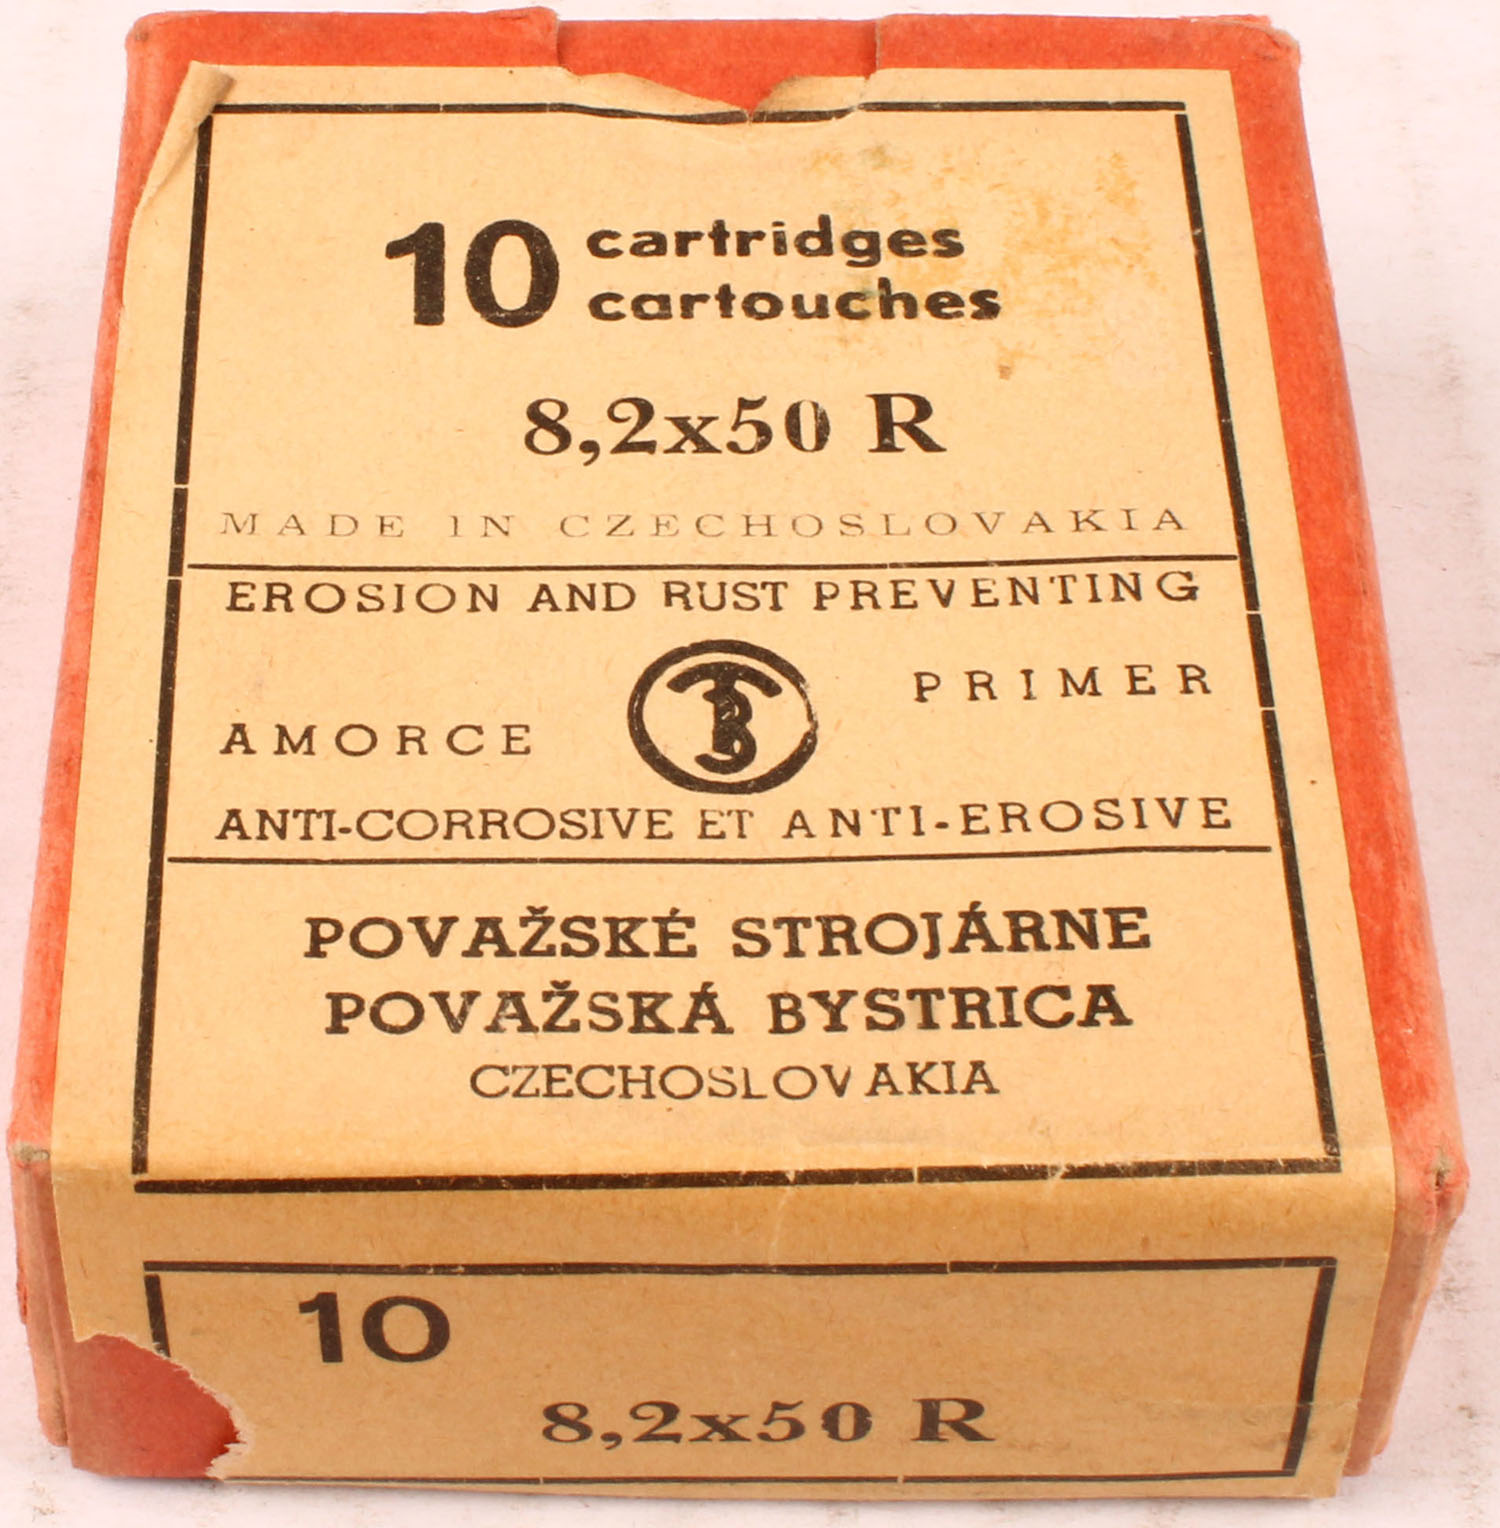 10 cartridges
cartouches
8,2x50 R
MADE IN CZECHOSLOVAKIA
EROSION AND RUST PREVENTING
PRIMER
AMORCE
ANTI-CORROSIVE ET ANTI-EROSIVE
POVAŽSKÉ STROJÁRNE
POVAŽSKÁ BYSTRICA
CZECHOSLOVAKIA
10
8,2x50 R